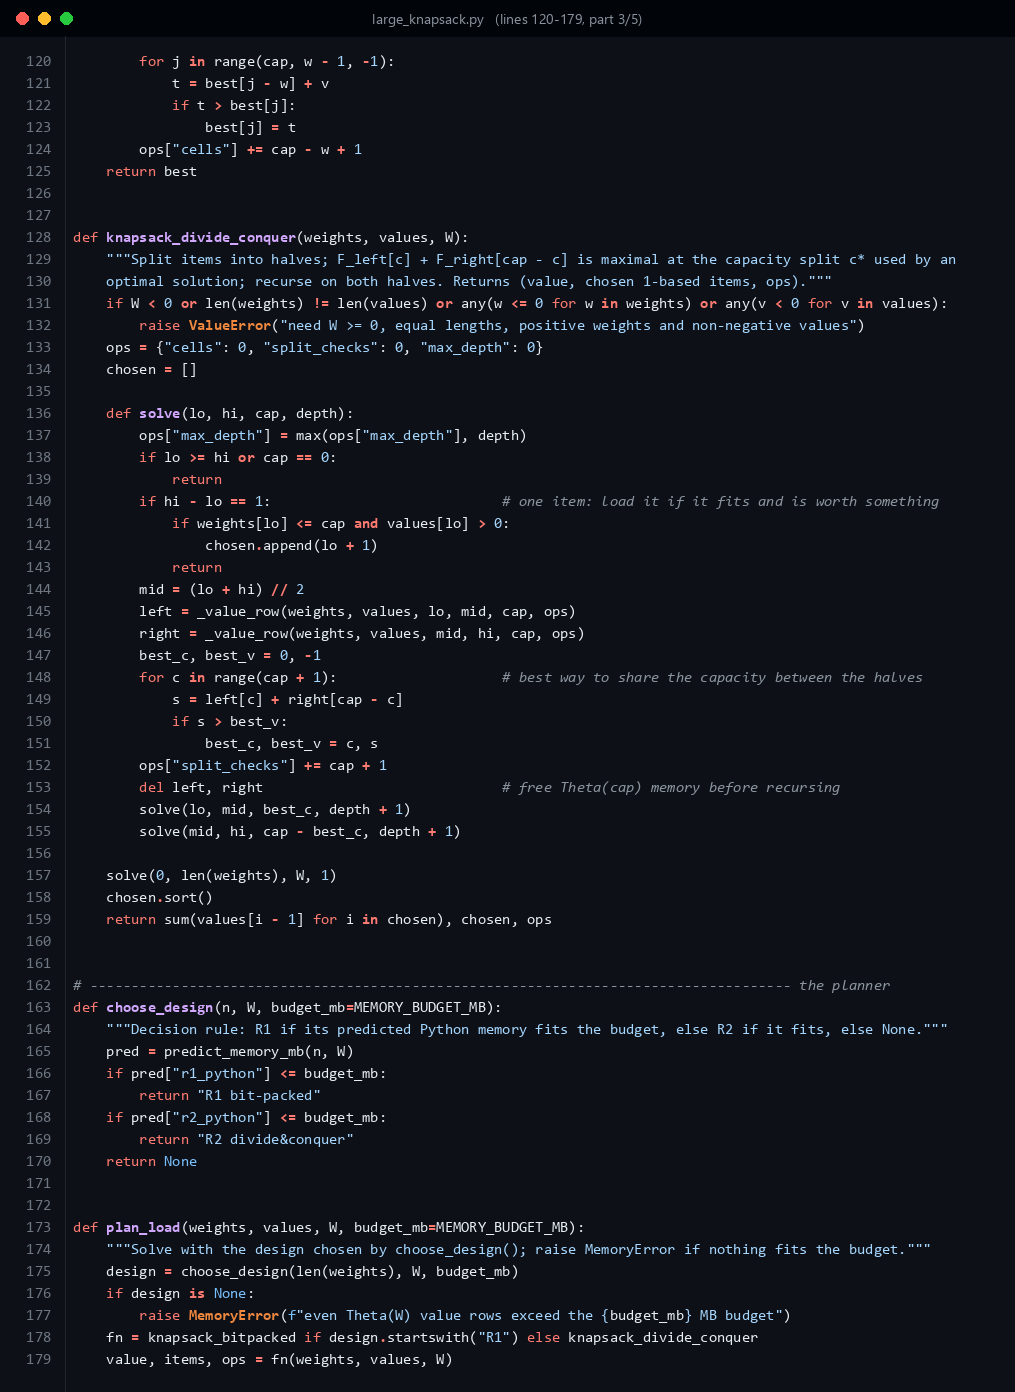 large_knapsack.py   (lines 120-179, part 3/5)
120         for j in range(cap, w - 1, -1):
121             t = best[j - w] + v
122             if t > best[j]:
123                 best[j] = t
124         ops["cells"] += cap - w + 1
125     return best
126
127
128 def knapsack_divide_conquer(weights, values, W):
129     """Split items into halves; F_left[c] + F_right[cap - c] is maximal at the capacity split c* used by an
130     optimal solution; recurse on both halves. Returns (value, chosen 1-based items, ops)."""
131     if W < 0 or len(weights) != len(values) or any(w <= 0 for w in weights) or any(v < 0 for v in values):
132         raise ValueError("need W >= 0, equal lengths, positive weights and non-negative values")
133     ops = {"cells": 0, "split_checks": 0, "max_depth": 0}
134     chosen = []
135
136     def solve(lo, hi, cap, depth):
137         ops["max_depth"] = max(ops["max_depth"], depth)
138         if lo >= hi or cap == 0:
139             return
140         if hi - lo == 1:                            # one item: load it if it fits and is worth something
141             if weights[lo] <= cap and values[lo] > 0:
142                 chosen.append(lo + 1)
143             return
144         mid = (lo + hi) // 2
145         left = _value_row(weights, values, lo, mid, cap, ops)
146         right = _value_row(weights, values, mid, hi, cap, ops)
147         best_c, best_v = 0, -1
148         for c in range(cap + 1):                    # best way to share the capacity between the halves
149             s = left[c] + right[cap - c]
150             if s > best_v:
151                 best_c, best_v = c, s
152         ops["split_checks"] += cap + 1
153         del left, right                             # free Theta(cap) memory before recursing
154         solve(lo, mid, best_c, depth + 1)
155         solve(mid, hi, cap - best_c, depth + 1)
156
157     solve(0, len(weights), W, 1)
158     chosen.sort()
159     return sum(values[i - 1] for i in chosen), chosen, ops
160
161
162 # ------------------------------------------------------------------------------------- the planner
163 def choose_design(n, W, budget_mb=MEMORY_BUDGET_MB):
164     """Decision rule: R1 if its predicted Python memory fits the budget, else R2 if it fits, else None."""
165     pred = predict_memory_mb(n, W)
166     if pred["r1_python"] <= budget_mb:
167         return "R1 bit-packed"
168     if pred["r2_python"] <= budget_mb:
169         return "R2 divide&conquer"
170     return None
171
172
173 def plan_load(weights, values, W, budget_mb=MEMORY_BUDGET_MB):
174     """Solve with the design chosen by choose_design(); raise MemoryError if nothing fits the budget."""
175     design = choose_design(len(weights), W, budget_mb)
176     if design is None:
177         raise MemoryError(f"even Theta(W) value rows exceed the {budget_mb} MB budget")
178     fn = knapsack_bitpacked if design.startswith("R1") else knapsack_divide_conquer
179     value, items, ops = fn(weights, values, W)